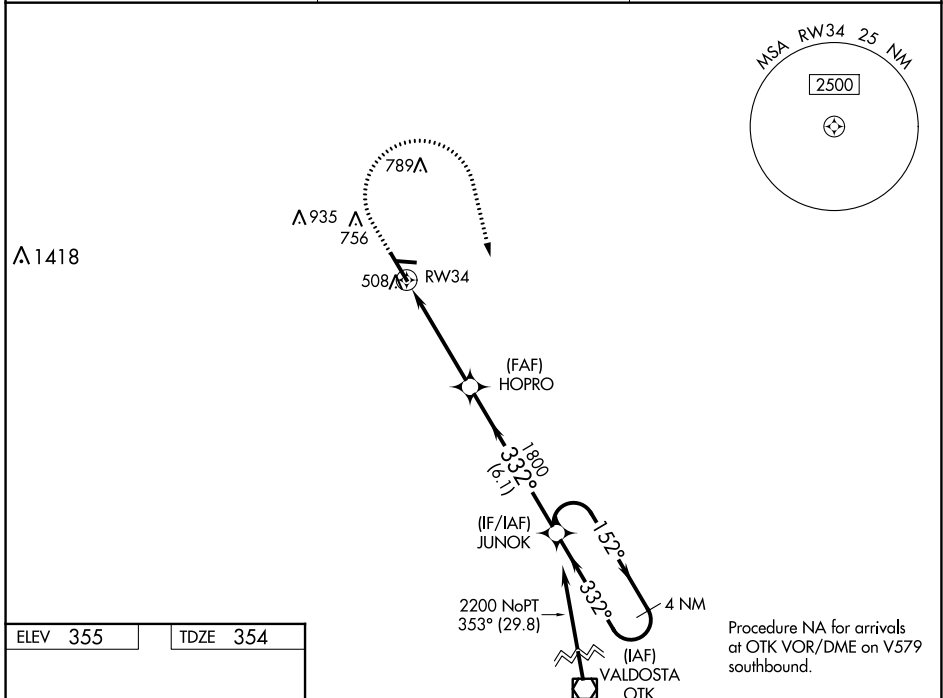 MSA RW34 25 NM
2500
789
935
756
1418
508
RW34
(FAF)
HOPRO
1800
332°
(6.1)
(IF/IAF)
JUNOK
152°
332°
4 NM
2200 NoPT
353° (29.8)
(IAF)
VALDOSTA
OTK
Procedure NA for arrivals
at OTK VOR/DME on V579
southbound.
ELEV 355
TDZE 354